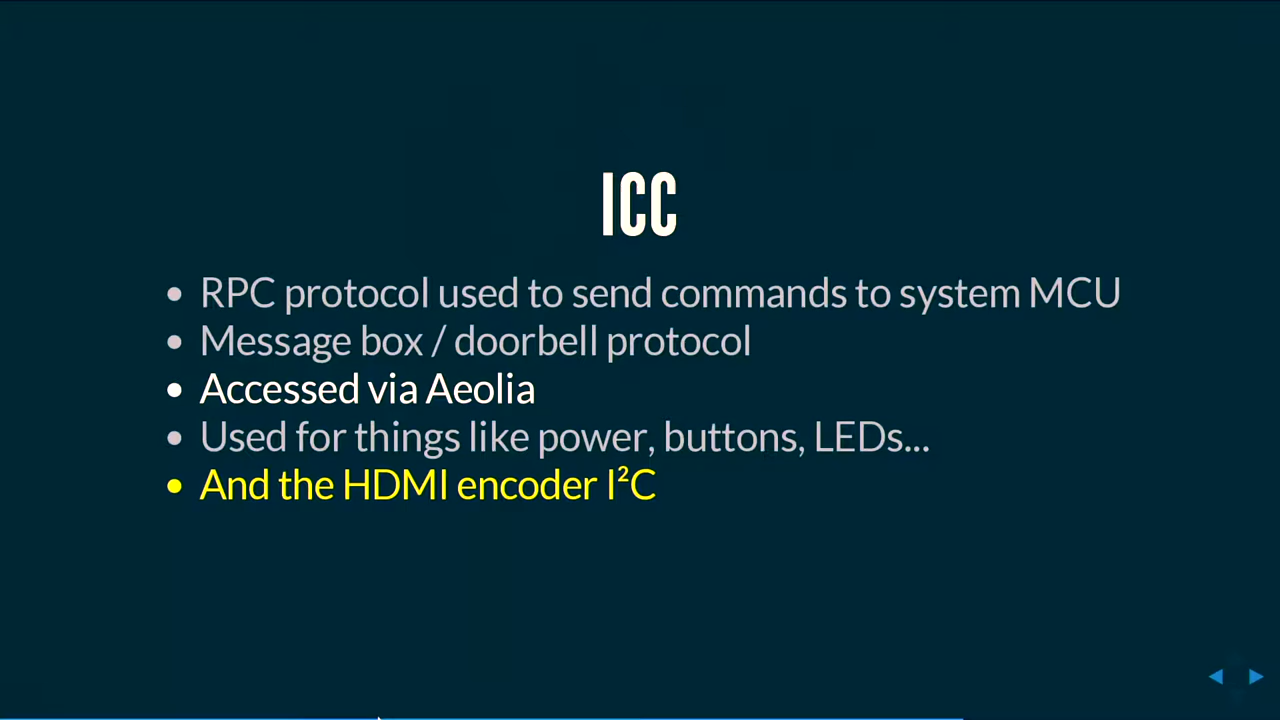 ICC
• RPC protocol used to send commands to system MCU
• Message box / doorbell protocol
• Accessed via Aeolia
• Used for things like power, buttons, LEDs...
• And the HDMI encoder I²C